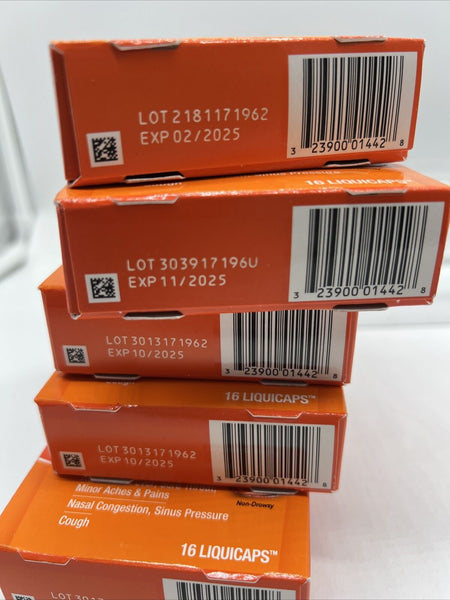 LOT 2181171962
EXP 02/2025
3 23900 01442 8
16 LIQUICAPS™
LOT 303917196U
EXP 11/2025
3 23900 01442 8
LOT 3013171962
EXP 10/2025
3 23900 01442 8
16 LIQUICAPS™
LOT 3013171962
EXP 10/2025
3 23900 01442 8
Minor Aches & Pains
Non-Drowsy
Nasal Congestion, Sinus Pressure
Cough
16 LIQUICAPS™